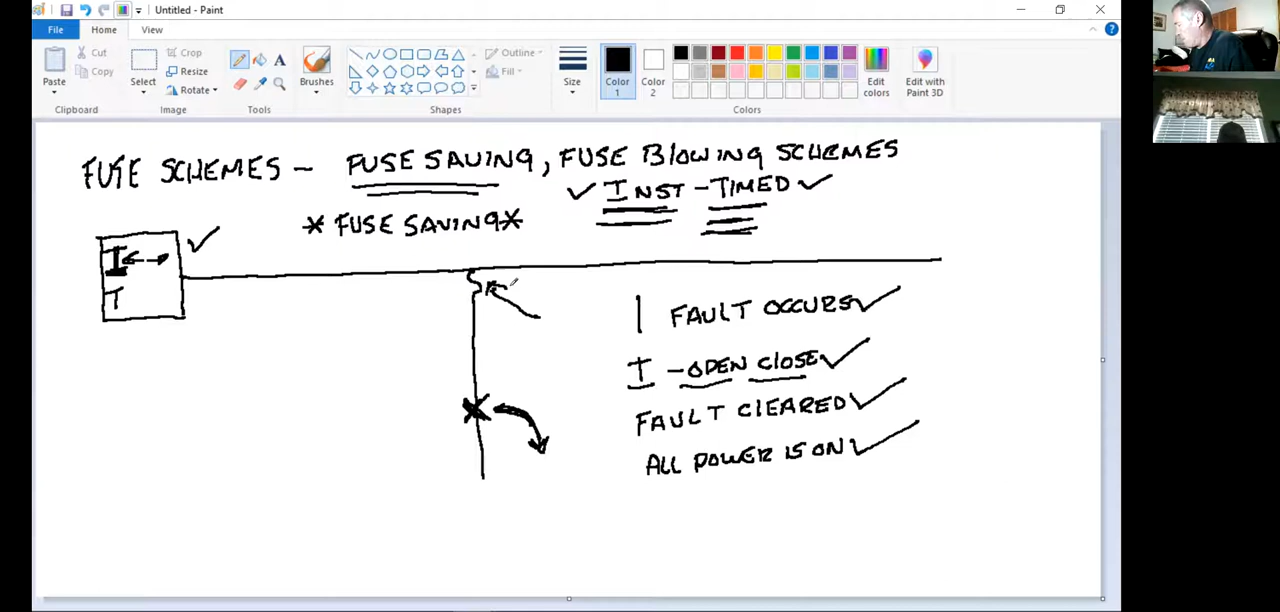 Untitled - Paint
File Home View
Cut
Copy
Paste
Clipboard
Crop
Resize
Rotate
Select
Image
A
Tools
Brushes
Outline
Fill
Shapes
Size
Color 1
Color 2
Edit colors
Colors
Edit with Paint 3D
FUSE SCHEMES - FUSE SAVING, FUSE BLOWING SCHEMES
✓ INST - TIMED ✓
* FUSE SAVING *
I
T
1 FAULT OCCURS ✓
I - OPEN CLOSE ✓
FAULT CLEARED ✓
ALL POWER IS ON ✓